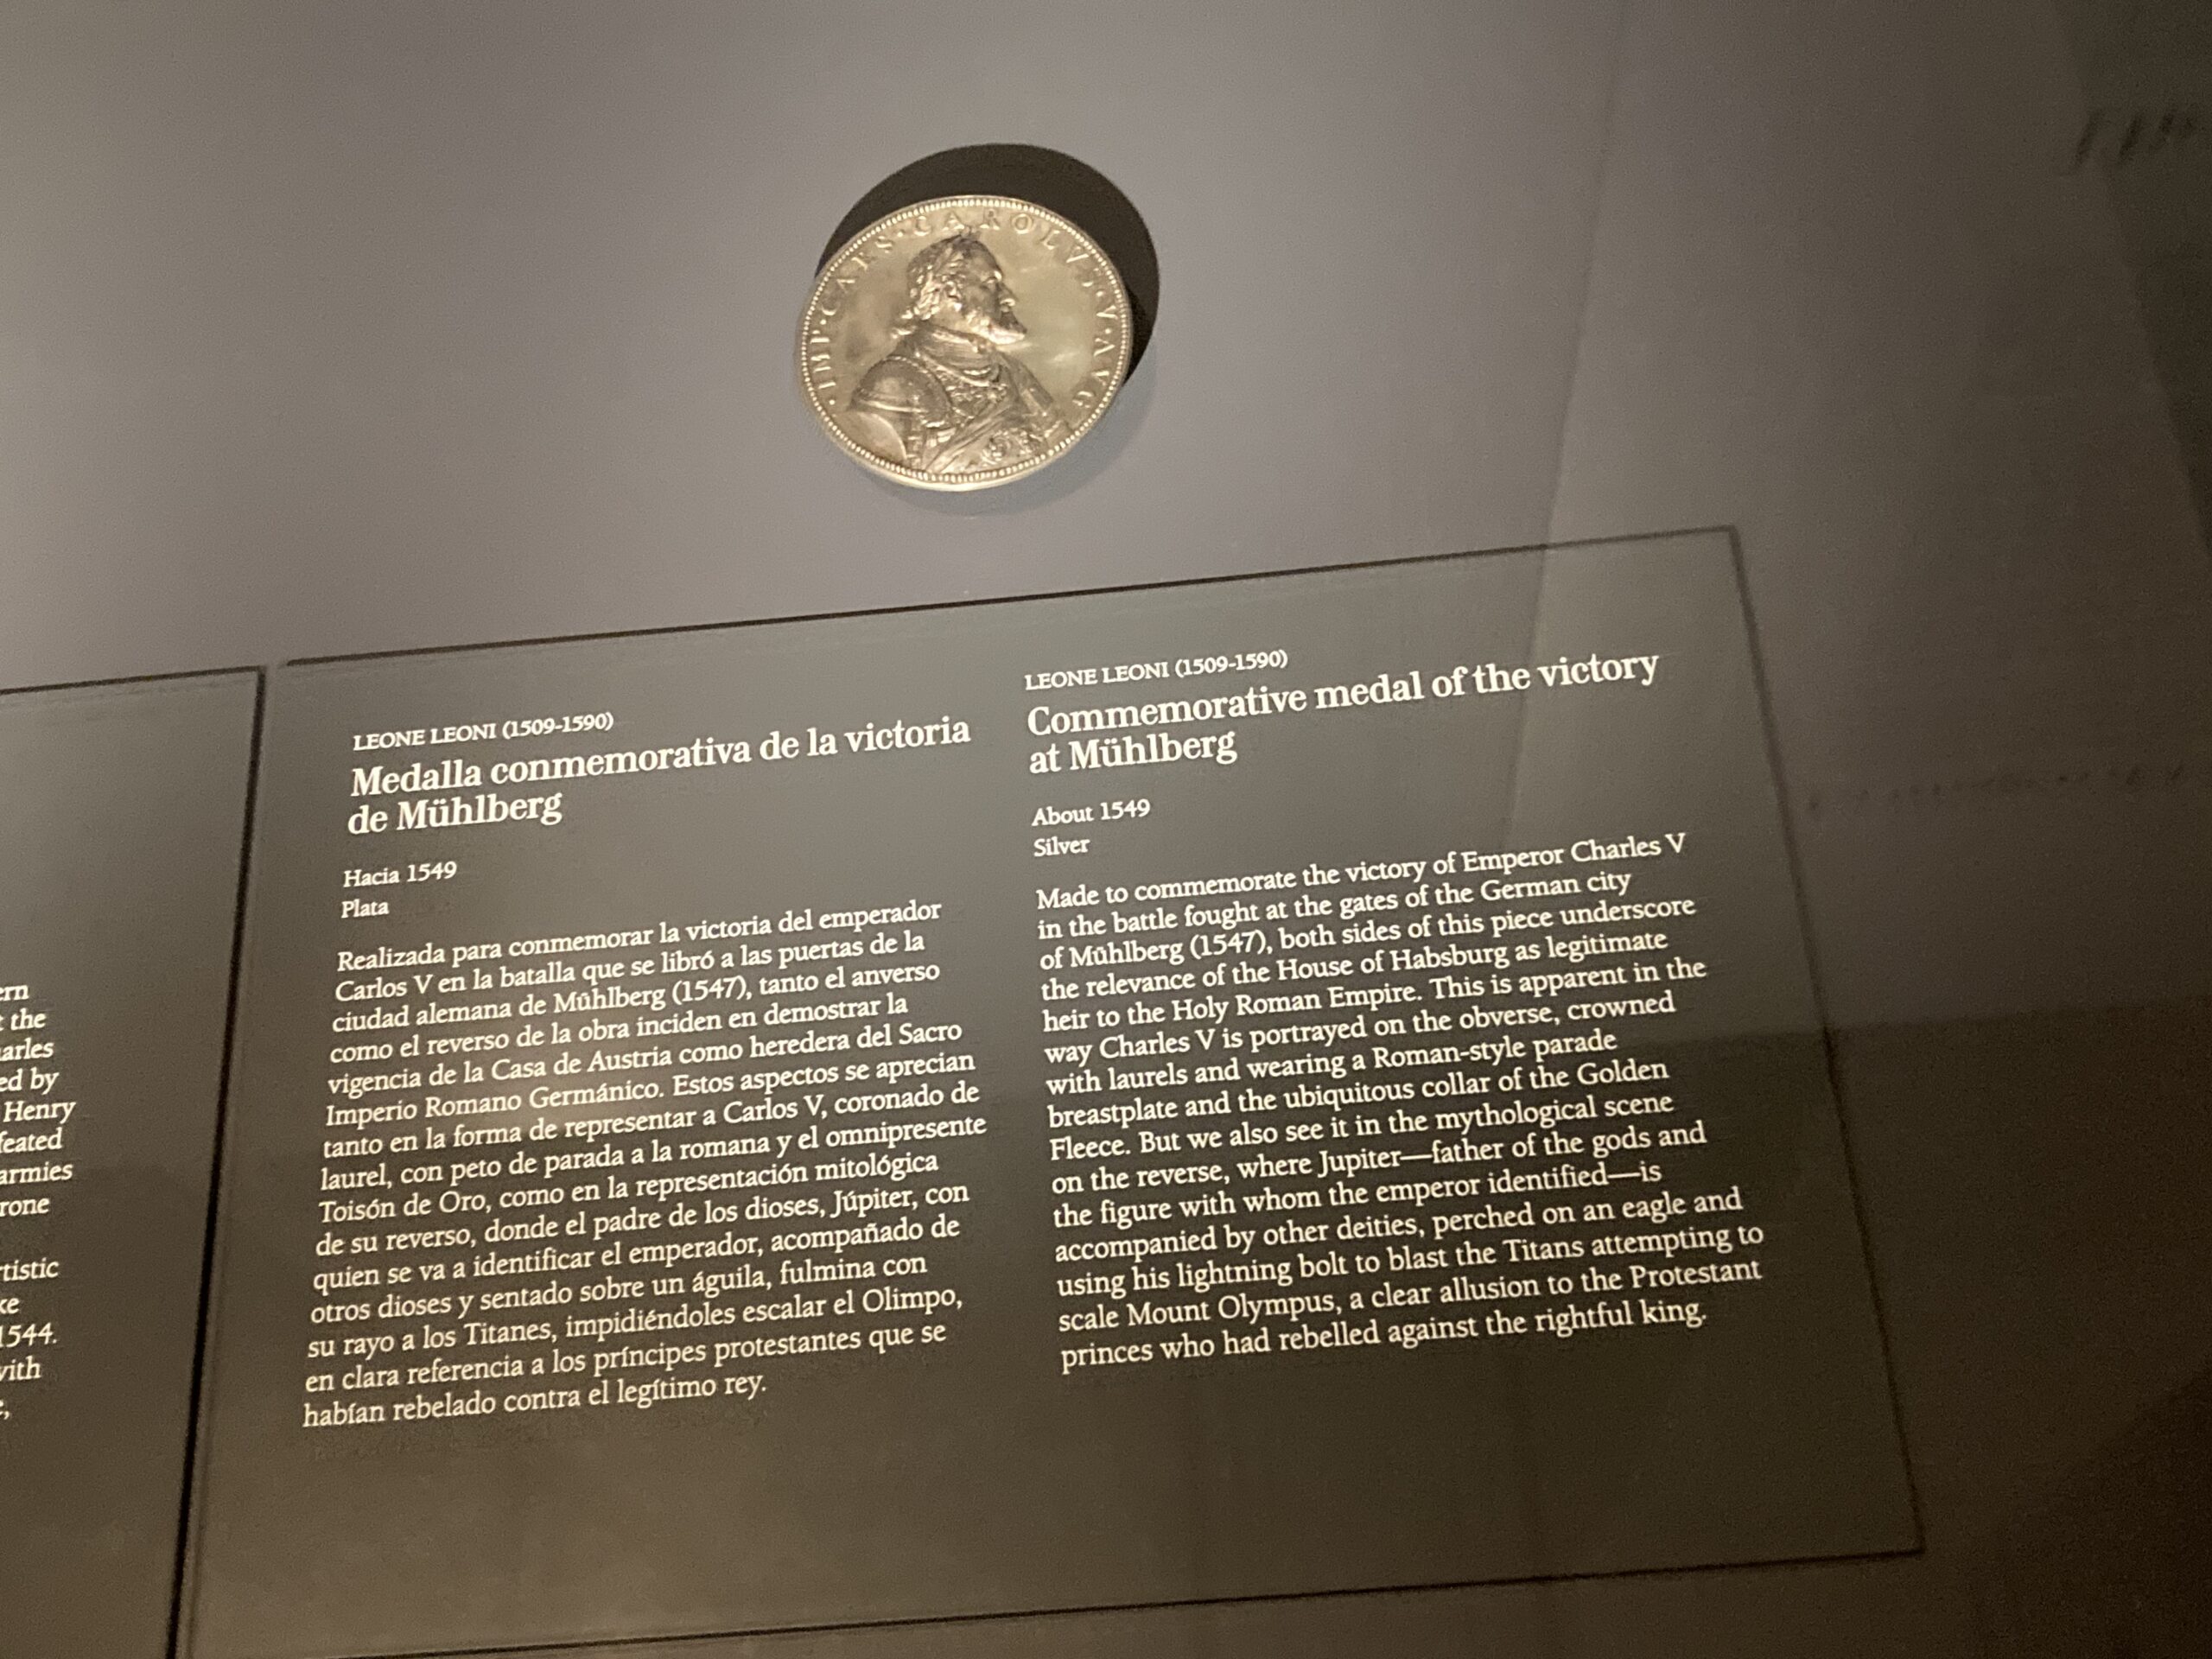 IMP·CAES·CAROLVS·V·AVG
LEONE LEONI (1509-1590)
Medalla conmemorativa de la victoria
de Mühlberg
Hacia 1549
Plata
Realizada para conmemorar la victoria del emperador
Carlos V en la batalla que se libró a las puertas de la
ciudad alemana de Mühlberg (1547), tanto el anverso
como el reverso de la obra inciden en demostrar la
vigencia de la Casa de Austria como heredera del Sacro
Imperio Romano Germánico. Estos aspectos se aprecian
tanto en la forma de representar a Carlos V, coronado de
laurel, con peto de parada a la romana y el omnipresente
Toisón de Oro, como en la representación mitológica
de su reverso, donde el padre de los dioses, Júpiter, con
quien se va a identificar el emperador, acompañado de
otros dioses y sentado sobre un águila, fulmina con
su rayo a los Titanes, impidiéndoles escalar el Olimpo,
en clara referencia a los príncipes protestantes que se
habían rebelado contra el legítimo rey.
LEONE LEONI (1509-1590)
Commemorative medal of the victory
at Mühlberg
About 1549
Silver
Made to commemorate the victory of Emperor Charles V
in the battle fought at the gates of the German city
of Mühlberg (1547), both sides of this piece underscore
the relevance of the House of Habsburg as legitimate
heir to the Holy Roman Empire. This is apparent in the
way Charles V is portrayed on the obverse, crowned
with laurels and wearing a Roman-style parade
breastplate and the ubiquitous collar of the Golden
Fleece. But we also see it in the mythological scene
on the reverse, where Jupiter—father of the gods and
the figure with whom the emperor identified—is
accompanied by other deities, perched on an eagle and
using his lightning bolt to blast the Titans attempting to
scale Mount Olympus, a clear allusion to the Protestant
princes who had rebelled against the rightful king.
the
ed by
Henry
armies
1544.